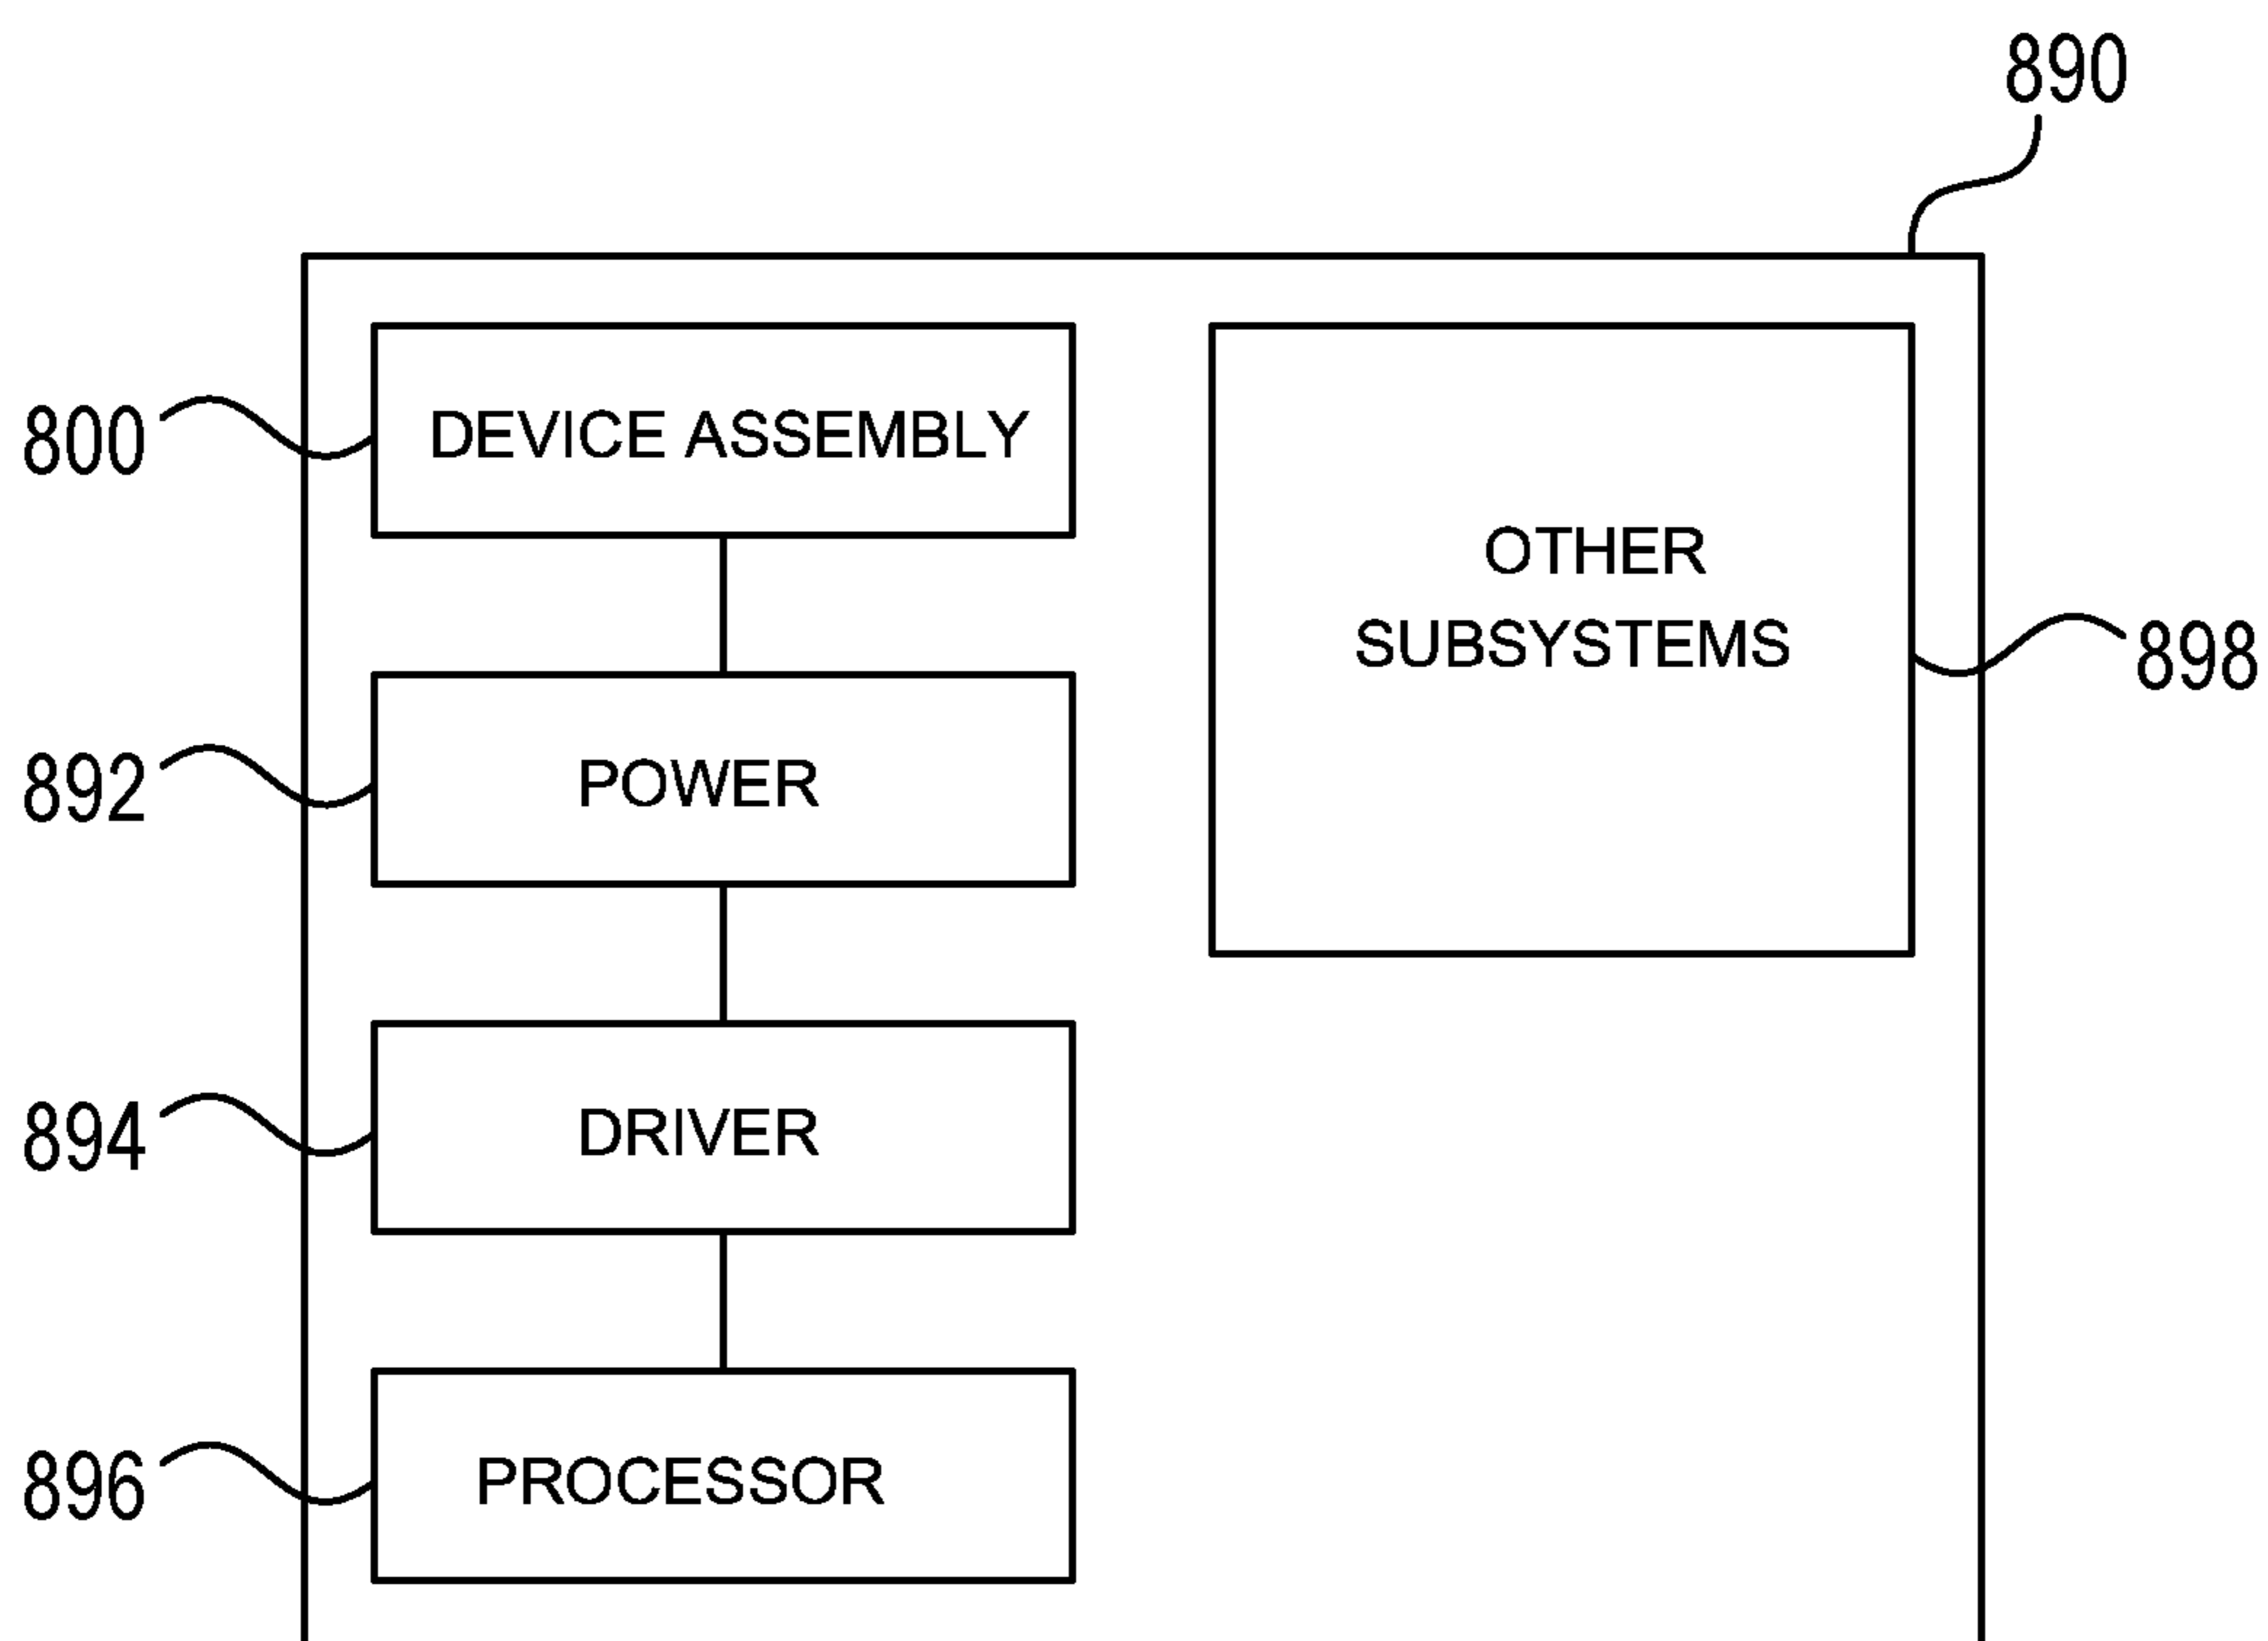 890
800
DEVICE ASSEMBLY
OTHER
SUBSYSTEMS
898
892
POWER
894
DRIVER
896
PROCESSOR